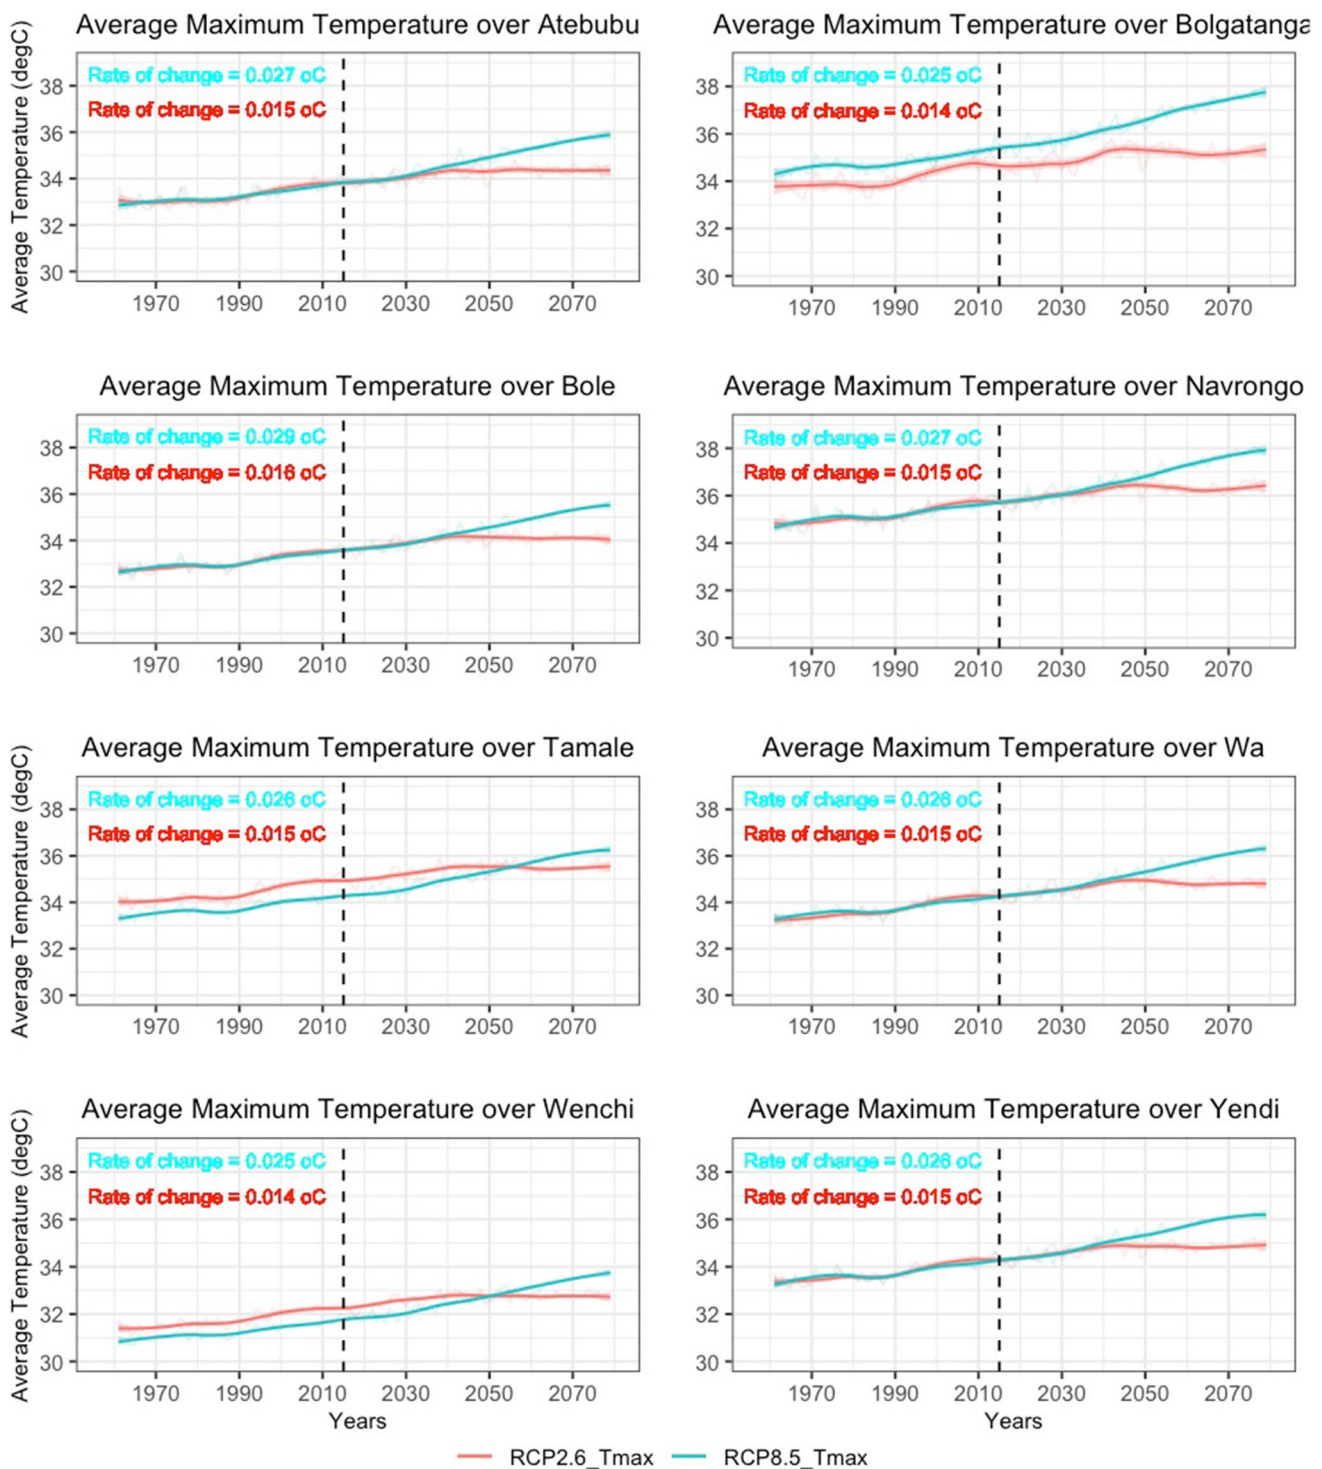 Average Maximum Temperature over Atebubu
Average Temperature (degC)
Rate of change = 0.027 oC
Rate of change = 0.015 oC
38
36
34
32
30
1970 1990 2010 2030 2050 2070
Average Maximum Temperature over Bolgatanga
Rate of change = 0.025 oC
Rate of change = 0.014 oC
38
36
34
32
30
1970 1990 2010 2030 2050 2070
Average Maximum Temperature over Bole
Rate of change = 0.029 oC
Rate of change = 0.016 oC
38
36
34
32
30
1970 1990 2010 2030 2050 2070
Average Maximum Temperature over Navrongo
Rate of change = 0.027 oC
Rate of change = 0.015 oC
38
36
34
32
30
1970 1990 2010 2030 2050 2070
Average Maximum Temperature over Tamale
Average Temperature (degC)
Rate of change = 0.026 oC
Rate of change = 0.015 oC
38
36
34
32
30
1970 1990 2010 2030 2050 2070
Average Maximum Temperature over Wa
Rate of change = 0.026 oC
Rate of change = 0.015 oC
38
36
34
32
30
1970 1990 2010 2030 2050 2070
Average Maximum Temperature over Wenchi
Average Temperature (degC)
Rate of change = 0.025 oC
Rate of change = 0.014 oC
38
36
34
32
30
1970 1990 2010 2030 2050 2070
Years
Average Maximum Temperature over Yendi
Rate of change = 0.026 oC
Rate of change = 0.015 oC
38
36
34
32
30
1970 1990 2010 2030 2050 2070
Years
RCP2.6_Tmax RCP8.5_Tmax